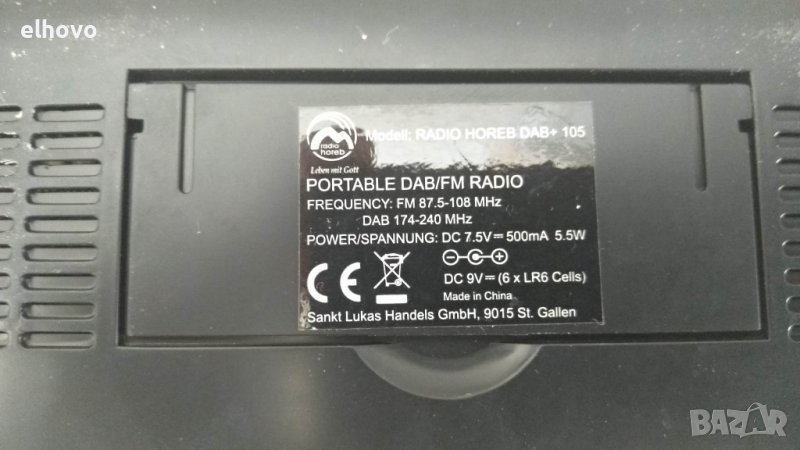 elhovo
radio
horeb
Leben mit Gott
Modell: RADIO HOREB DAB+ 105
PORTABLE DAB/FM RADIO
FREQUENCY: FM 87.5-108 MHz
DAB 174-240 MHz
POWER/SPANNUNG: DC 7.5V⎓500mA 5.5W
CE
DC 9V⎓(6 x LR6 Cells)
Made in China
Sankt Lukas Handels GmbH, 9015 St. Gallen
BAZAR